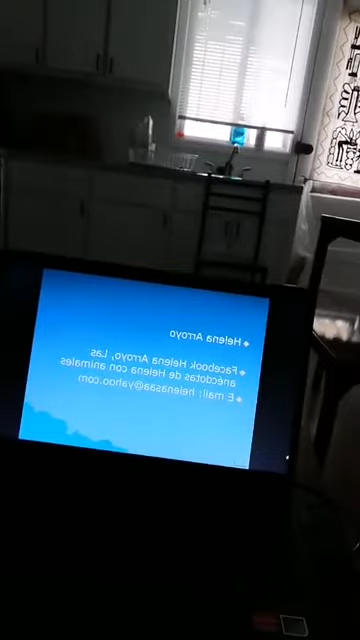 Helena Arroyo
Facebook Helena Arroyo, Las
anécdotas de Helena con animales
E mail: helenasaa@yahoo.com